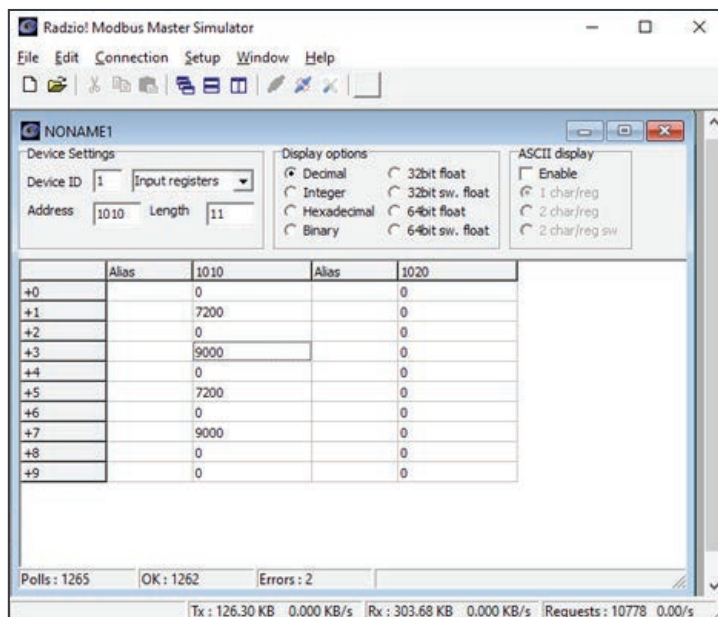 Radzio! Modbus Master Simulator
File Edit Connection Setup Window Help
NONAME1
Device Settings
Device ID 1 Input registers
Address 1010 Length 11
Display options
Decimal 32bit float
Integer 32bit sw. float
Hexadecimal 64bit float
Binary 64bit sw. float
ASCII display
Enable
1 char/reg
2 char/reg
2 char/reg sw
Alias 1010 Alias 1020
+0 0 0
+1 7200 0
+2 0 0
+3 9000 0
+4 0 0
+5 7200 0
+6 0 0
+7 9000 0
+8 0 0
+9 0 0
Polls : 1265 OK : 1262 Errors : 2
Tx : 126.30 KB 0.000 KB/s Rx : 303.68 KB 0.000 KB/s Requests : 10778 0.00/s